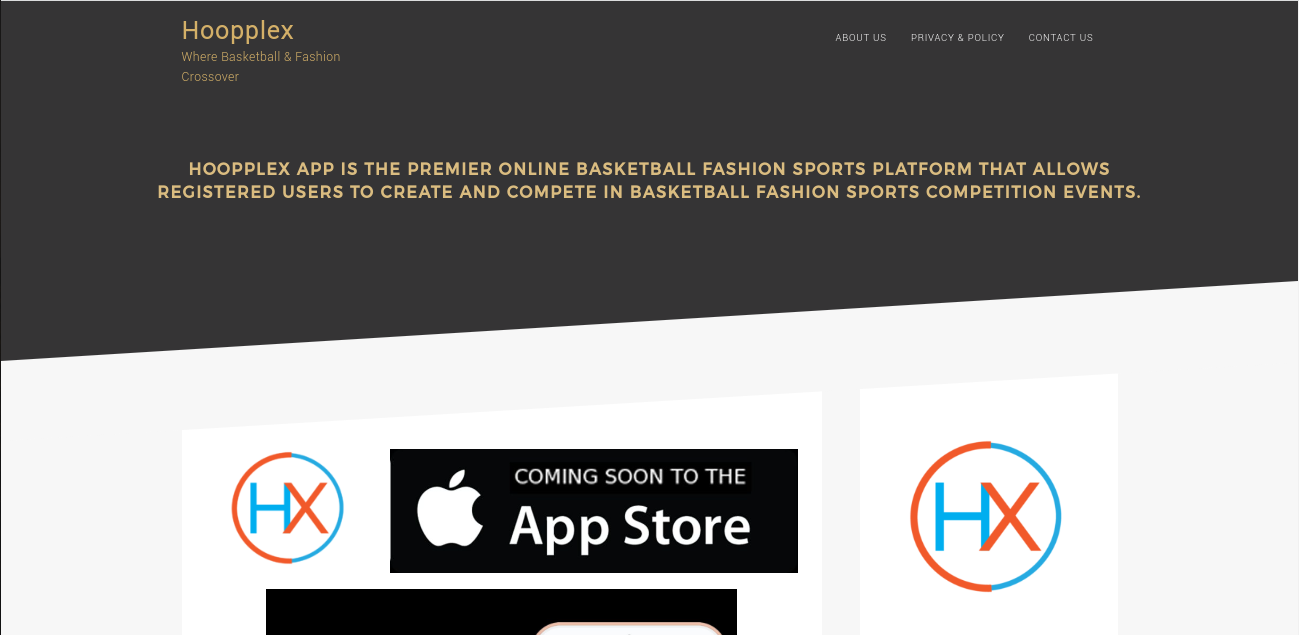 Hoopplex
Where Basketball & Fashion
Crossover
ABOUT US PRIVACY & POLICY CONTACT US
HOOPPLEX APP IS THE PREMIER ONLINE BASKETBALL FASHION SPORTS PLATFORM THAT ALLOWS
REGISTERED USERS TO CREATE AND COMPETE IN BASKETBALL FASHION SPORTS COMPETITION EVENTS.
HX
COMING SOON TO THE
App Store
HX